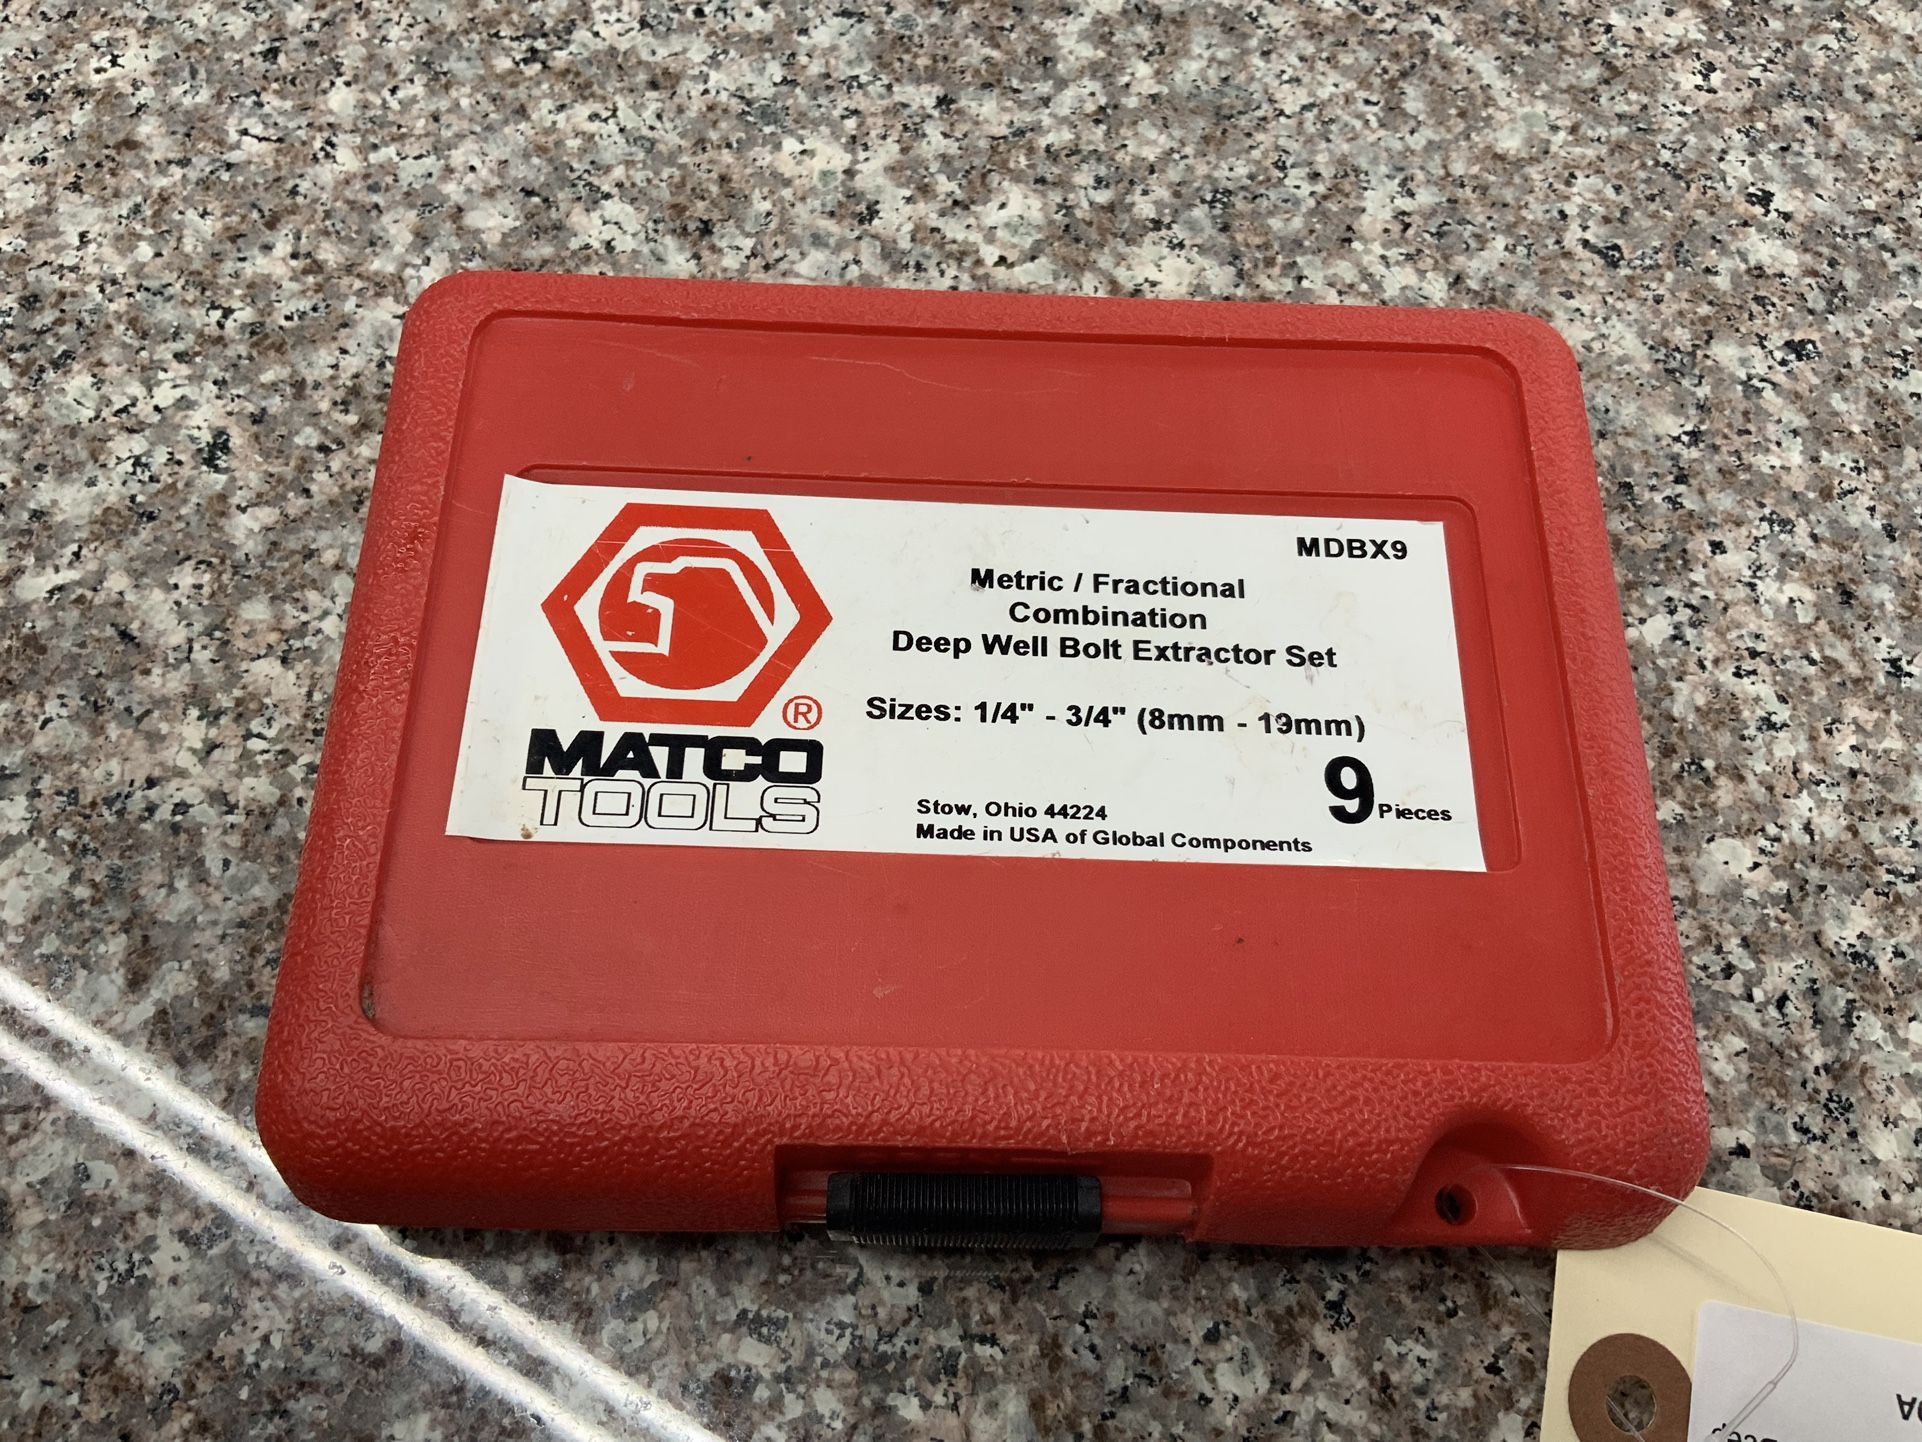 MDBX9
Metric / Fractional
Combination
Deep Well Bolt Extractor Set
Sizes: 1/4" - 3/4" (8mm - 19mm)
9 Pieces
®
MATCO
TOOLS
Stow, Ohio 44224
Made in USA of Global Components